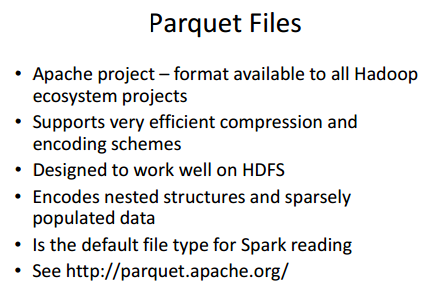 Parquet Files
• Apache project – format available to all Hadoop
ecosystem projects
• Supports very efficient compression and
encoding schemes
• Designed to work well on HDFS
• Encodes nested structures and sparsely
populated data
• Is the default file type for Spark reading
• See http://parquet.apache.org/